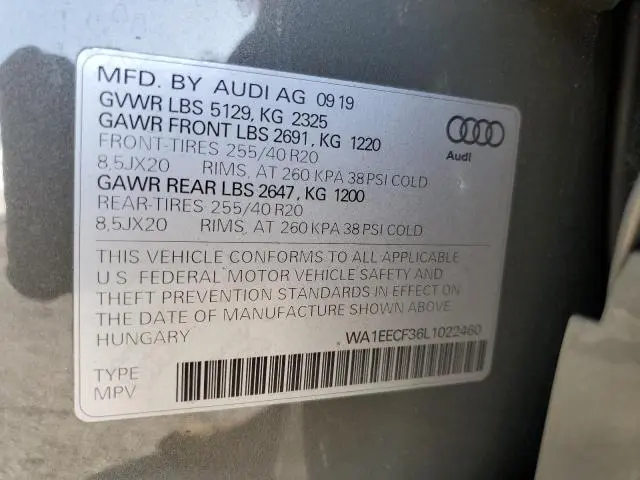 MFD. BY AUDI AG 09 19
GVWR LBS 5129, KG 2325
GAWR FRONT LBS 2691, KG 1220
FRONT-TIRES 255/40 R20
8,5JX20 RIMS, AT 260 KPA 38 PSI COLD
GAWR REAR LBS 2647, KG 1200
REAR-TIRES 255/40 R20
8,5JX20 RIMS, AT 260 KPA 38 PSI COLD
Audi
THIS VEHICLE CONFORMS TO ALL APPLICABLE
U S. FEDERAL MOTOR VEHICLE SAFETY AND
THEFT PREVENTION STANDARDS IN EFFECT ON
THE DATE OF MANUFACTURE SHOWN ABOVE.
HUNGARY WA1EECF36L1022460
TYPE
MPV